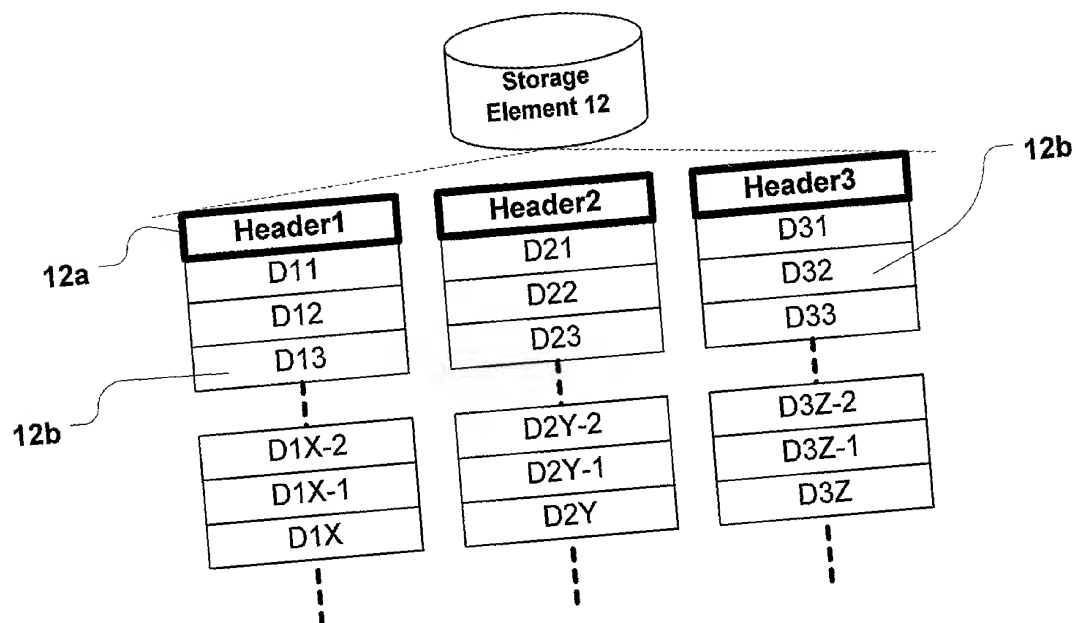 Storage
Element 12
12b
Header1
Header2
Header3
12a
D11
D21
D31
D12
D22
D32
D13
D23
D33
12b
D1X-2
D2Y-2
D3Z-2
D1X-1
D2Y-1
D3Z-1
D1X
D2Y
D3Z